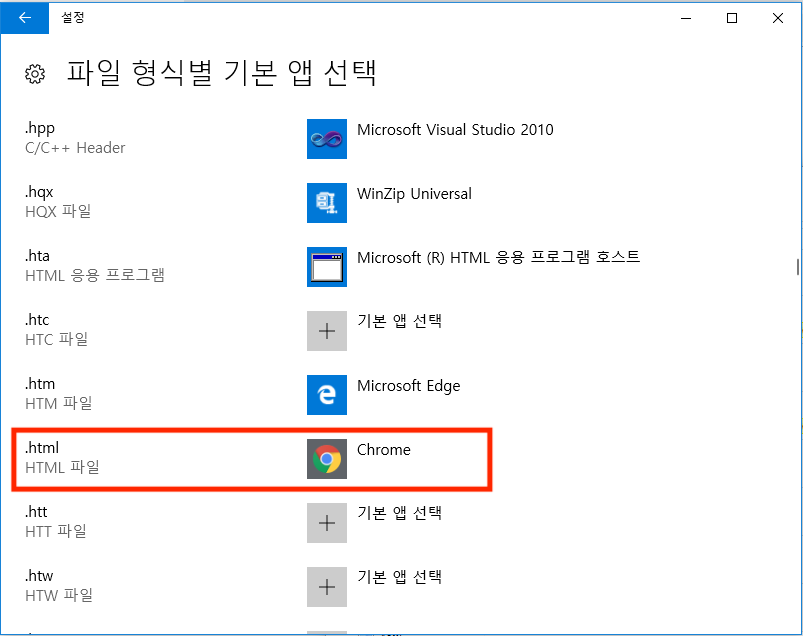 설정
파일 형식별 기본 앱 선택
.hpp
C/C++ Header
Microsoft Visual Studio 2010
.hqx
HQX 파일
WinZip Universal
.hta
HTML 응용 프로그램
Microsoft (R) HTML 응용 프로그램 호스트
.htc
HTC 파일
기본 앱 선택
.htm
HTM 파일
Microsoft Edge
.html
HTML 파일
Chrome
.htt
HTT 파일
기본 앱 선택
.htw
HTW 파일
기본 앱 선택